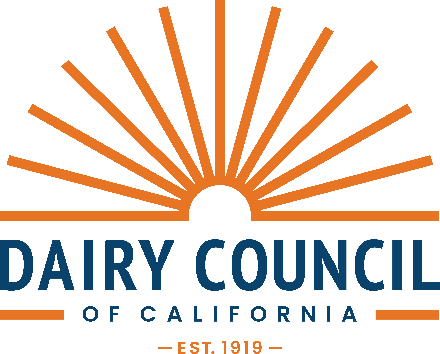 DAIRY COUNCIL
OF CALIFORNIA
EST. 1919